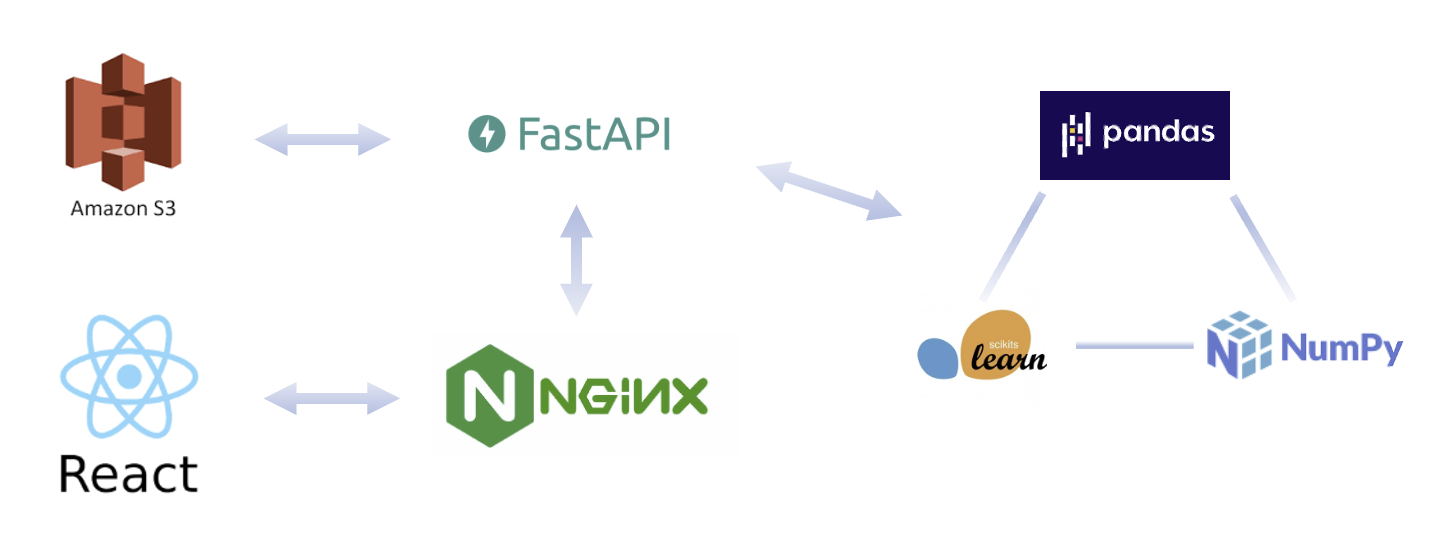 FastAPI
pandas
Amazon S3
scikits
learn
NumPy
NGiNX
React